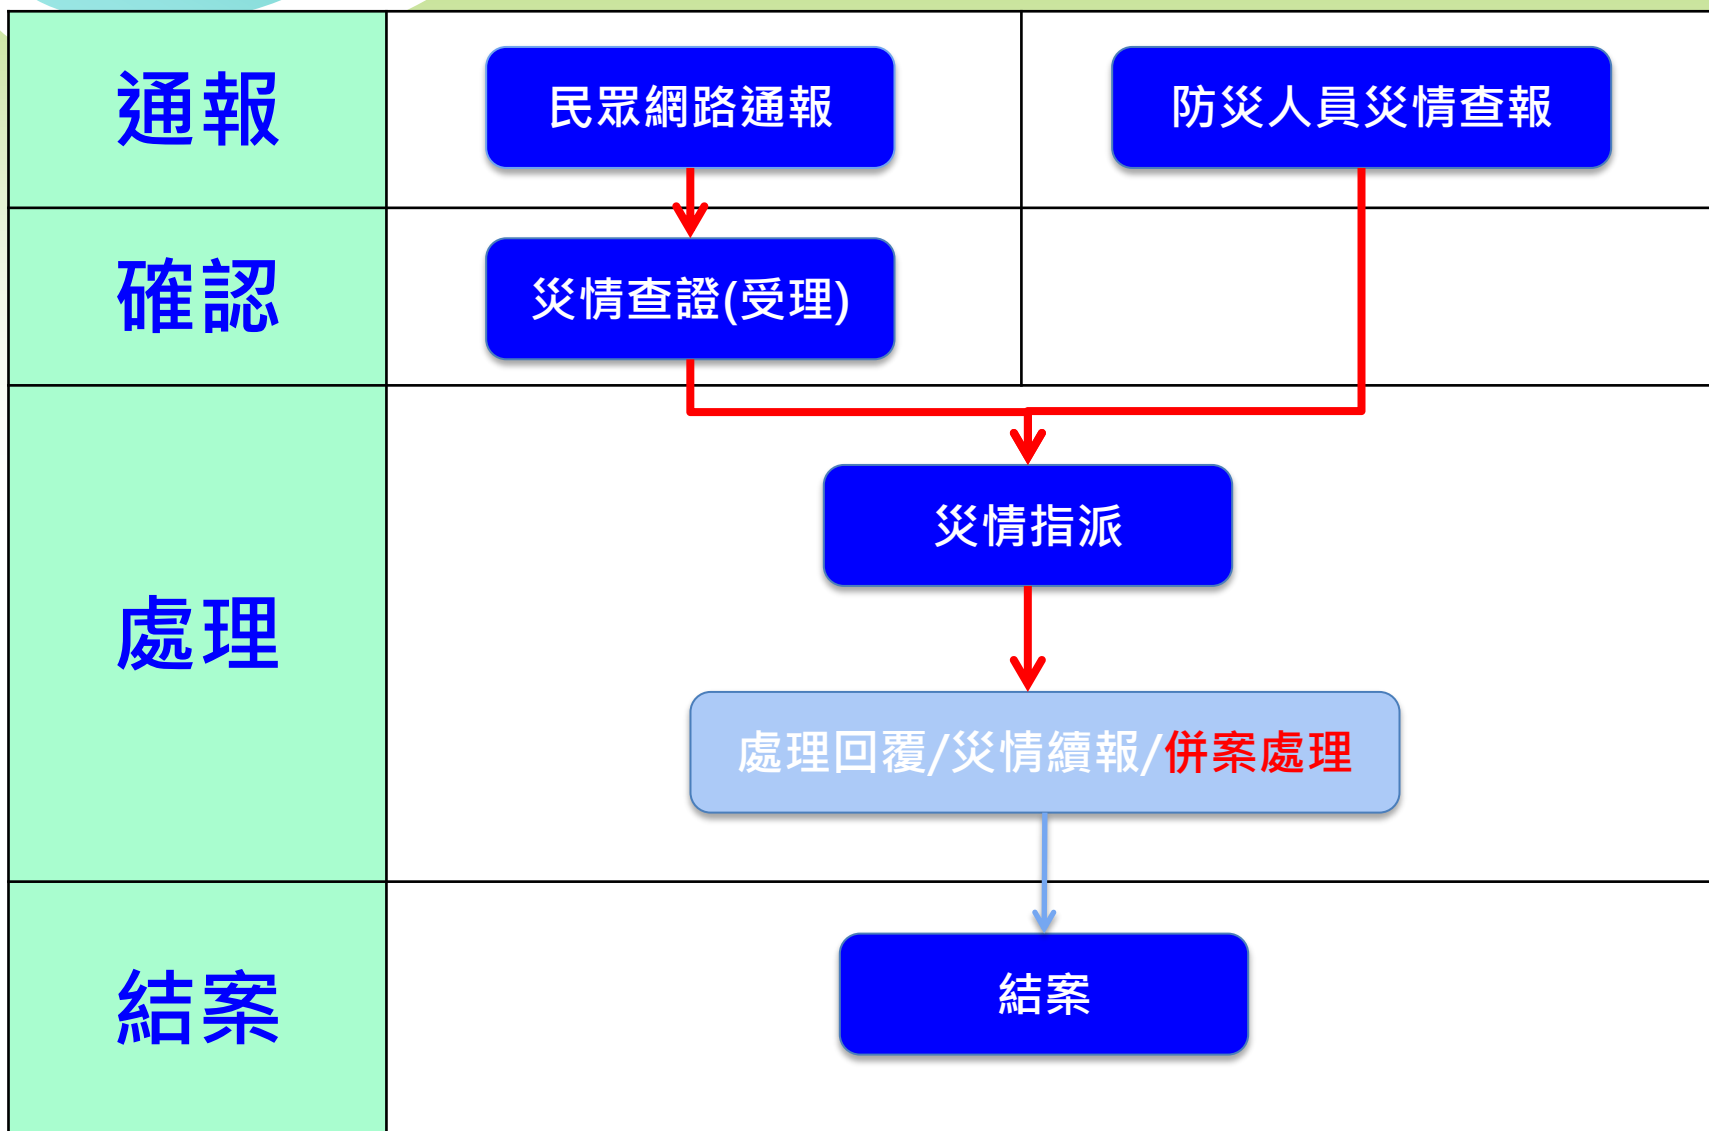 通報
民眾網路通報
防災人員災情查報
確認
災情查證(受理)
處理
災情指派
處理回覆/災情續報/併案處理
結案
結案